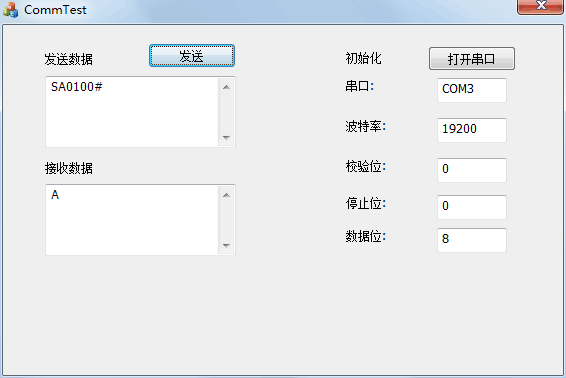 CommTest
发送数据 发送
SA0100#
接收数据
A
初始化 打开串口
串口: COM3
波特率: 19200
校验位: 0
停止位: 0
数据位: 8